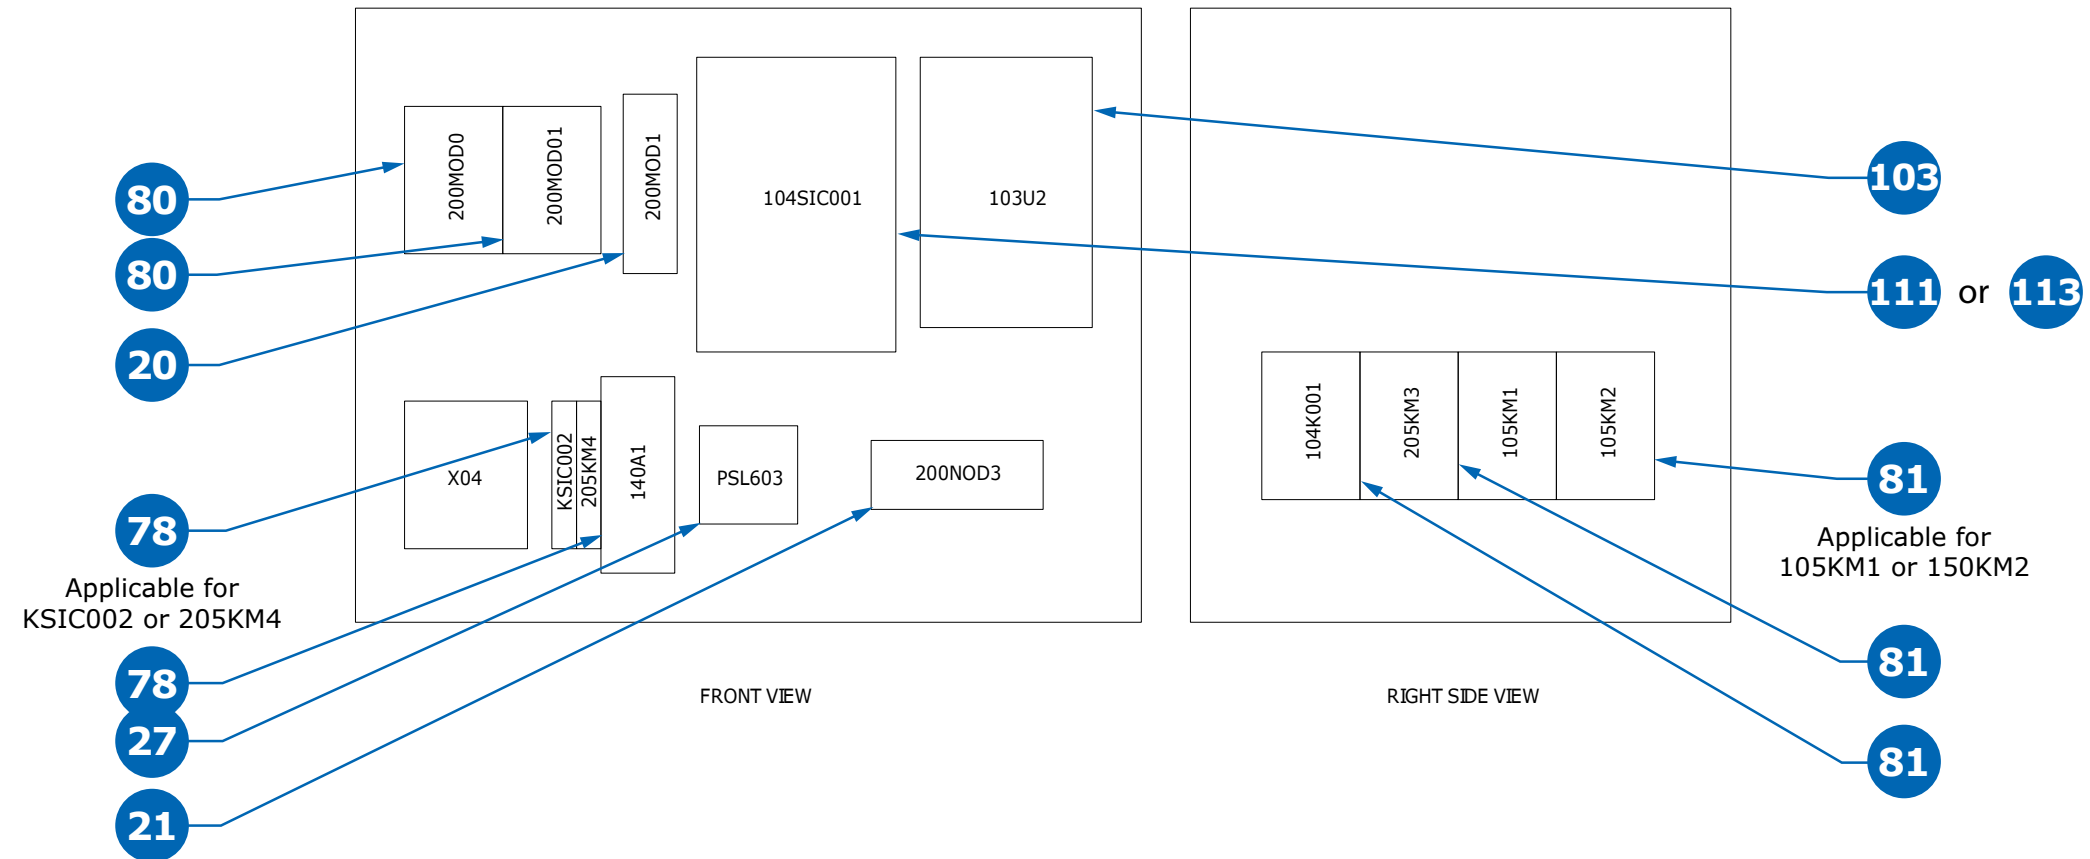 80
80
20
78
Applicable for
KSIC002 or 205KM4
78
27
21
200MOD0
200MOD01
200MOD1
104SIC001
103U2
X04
KSIC002
205KM4
140A1
PSL603
200NOD3
FRONT VIEW
104K001
205KM3
105KM1
105KM2
RIGHT SIDE VIEW
103
111 or 113
81
Applicable for
105KM1 or 150KM2
81
81